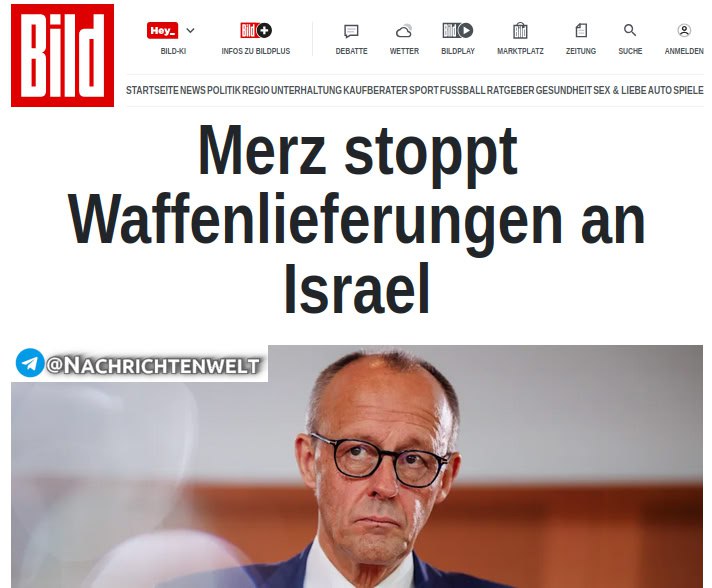 Bild
Hey_
Bild
Bild
Bild
BILD-KI INFOS ZU BILDPLUS DEBATTE WETTER BILDPLAY MARKTPLATZ ZEITUNG SUCHE ANMELDEN
STARTSEITE NEWS POLITIK REGIO UNTERHALTUNG KAUFBERATER SPORT FUSSBALL RATGEBER GESUNDHEIT SEX & LIEBE AUTO SPIELE
Merz stoppt
Waffenlieferungen an
Israel
@NACHRICHTENWELT